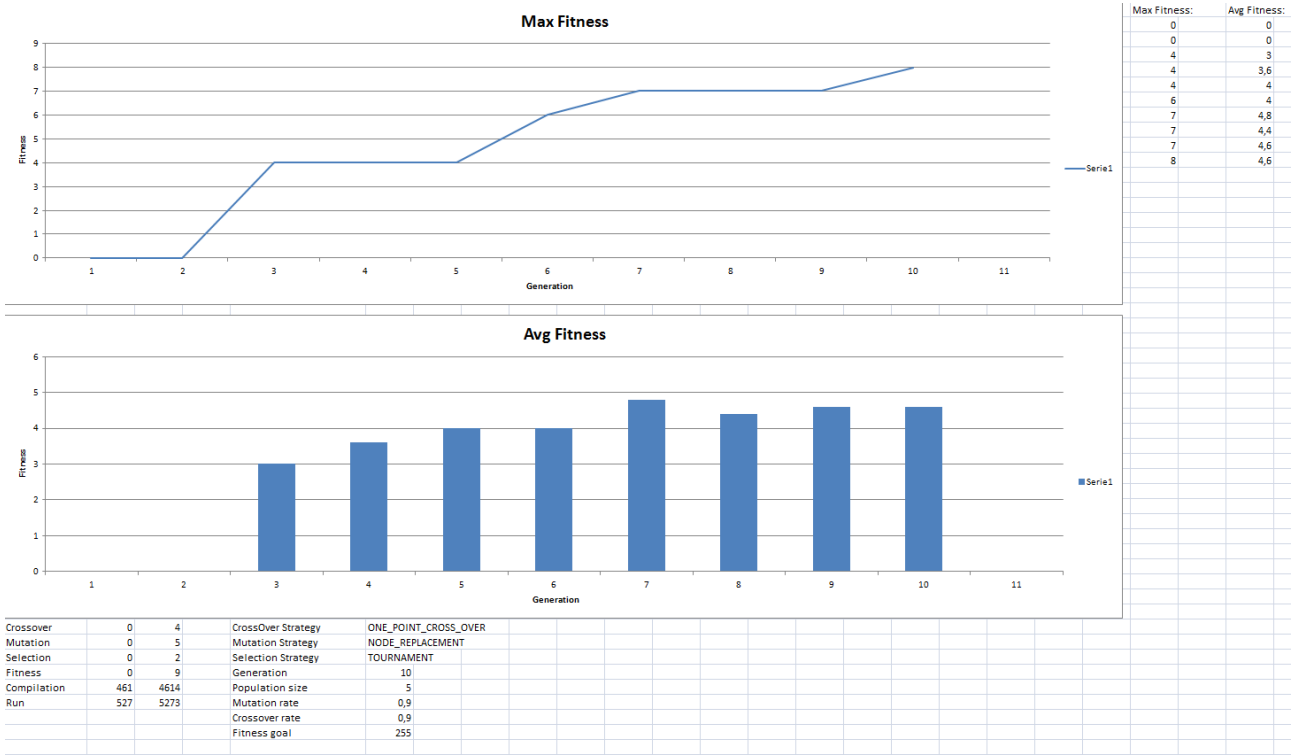 Max Fitness
Max Fitness: Avg Fitness:
0 0
0 0
4 3
4 3,6
4 4
6 4
7 4,8
7 4,4
7 4,6
8 4,6
9
8
7
6
5
4
3
2
1
0
Fitness
1 2 3 4 5 6 7 8 9 10 11
Generation
Serie1
Avg Fitness
6
5
4
3
2
1
0
Fitness
1 2 3 4 5 6 7 8 9 10 11
Generation
Serie1
Crossover 0 4 CrossOver Strategy ONE_POINT_CROSS_OVER
Mutation 0 5 Mutation Strategy NODE_REPLACEMENT
Selection 0 2 Selection Strategy TOURNAMENT
Fitness 0 9 Generation 10
Compilation 461 4614 Population size 5
Run 527 5273 Mutation rate 0,9
Crossover rate 0,9
Fitness goal 255